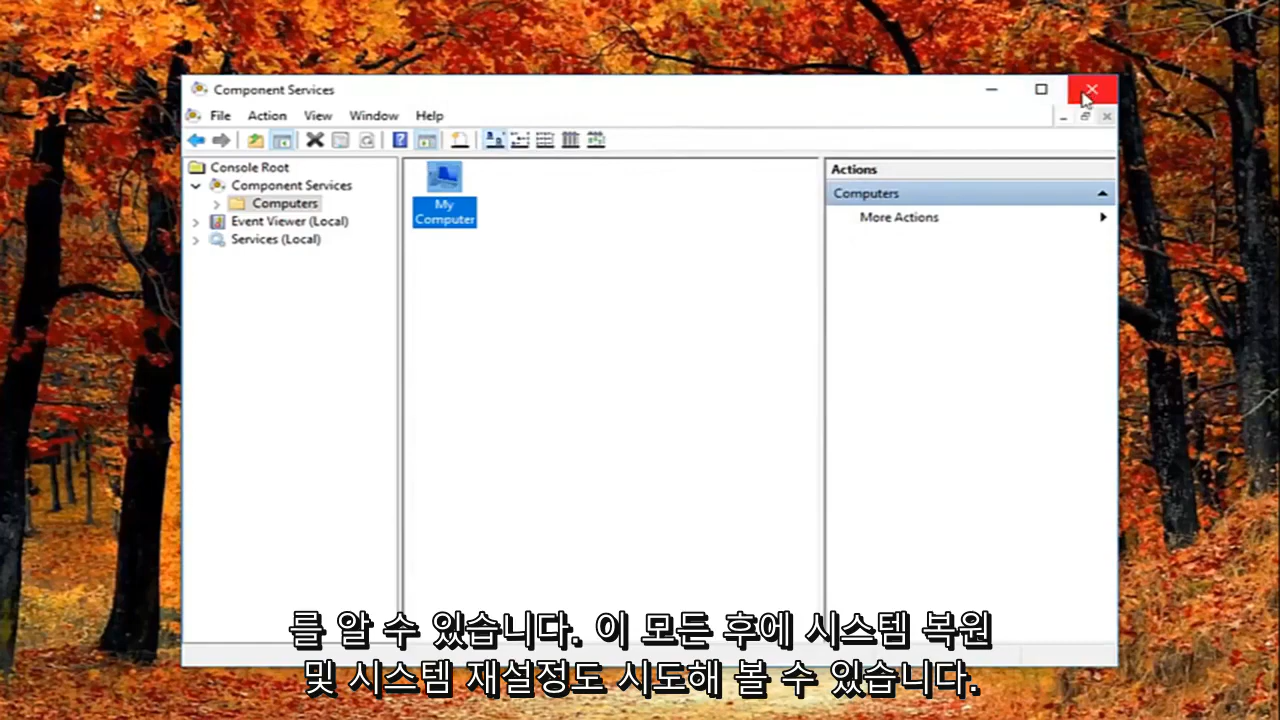 Component Services
File Action View Window Help
Console Root
Component Services
Computers
Event Viewer (Local)
Services (Local)
My
Computer
Actions
Computers
More Actions
를 알 수 있습니다. 이 모든 후에 시스템 복원
및 시스템 재설정도 시도해 볼 수 있습니다.